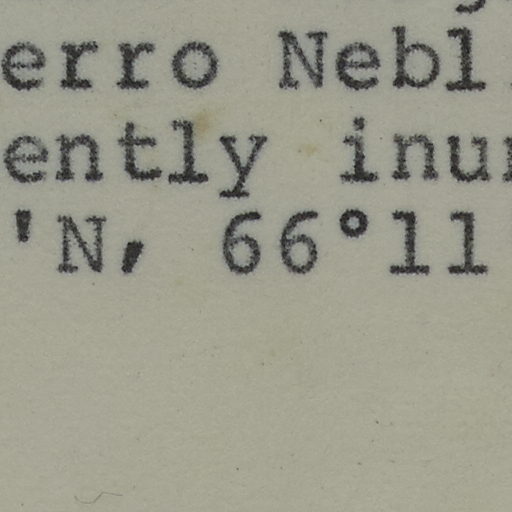 erro Nebl
ently inu
'N, 66°11